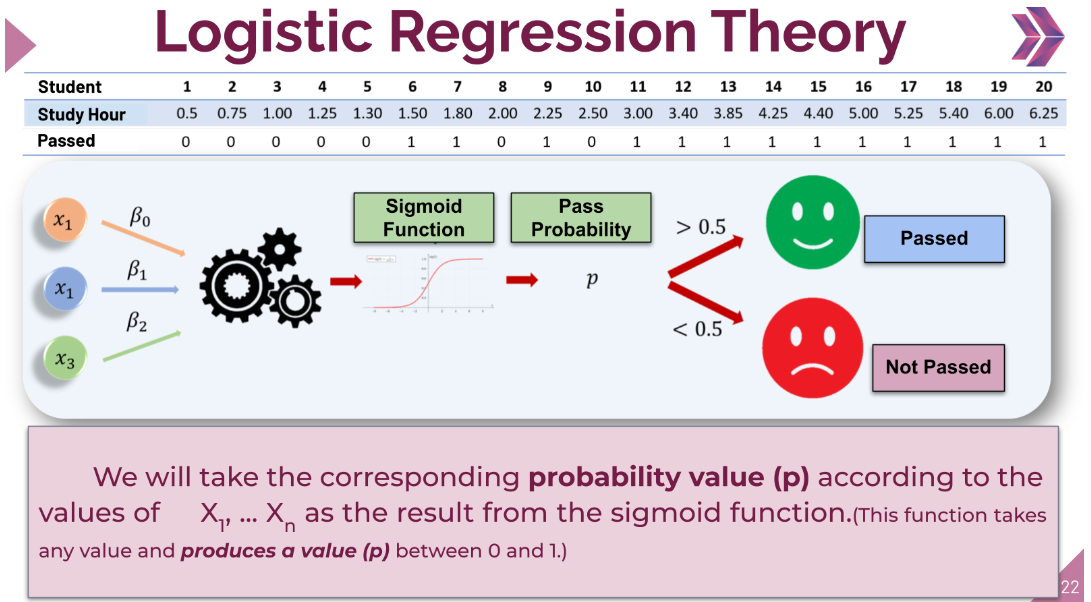 Logistic Regression Theory
Student 1 2 3 4 5 6 7 8 9 10 11 12 13 14 15 16 17 18 19 20
Study Hour 0.5 0.75 1.00 1.25 1.30 1.50 1.80 2.00 2.25 2.50 3.00 3.40 3.85 4.25 4.40 5.00 5.25 5.40 6.00 6.25
Passed 0 0 0 0 0 1 1 0 1 0 1 1 1 1 1 1 1 1 1 1
x₁
β₀
x₁
β₁
x₃
β₂
Sigmoid
Function
Pass
Probability
p
> 0.5
< 0.5
Passed
Not Passed
We will take the corresponding probability value (p) according to the
values of X₁, ... Xₙ as the result from the sigmoid function.(This function takes
any value and produces a value (p) between 0 and 1.)
22